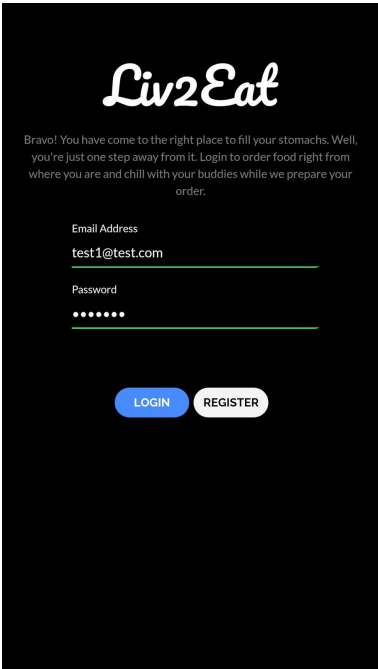 Liv2Eat
Bravo! You have come to the right place to fill your stomachs. Well,
you're just one step away from it. Login to order food right from
where you are and chill with your buddies while we prepare your
order.
Email Address
test1@test.com
Password
•••••••
LOGIN REGISTER